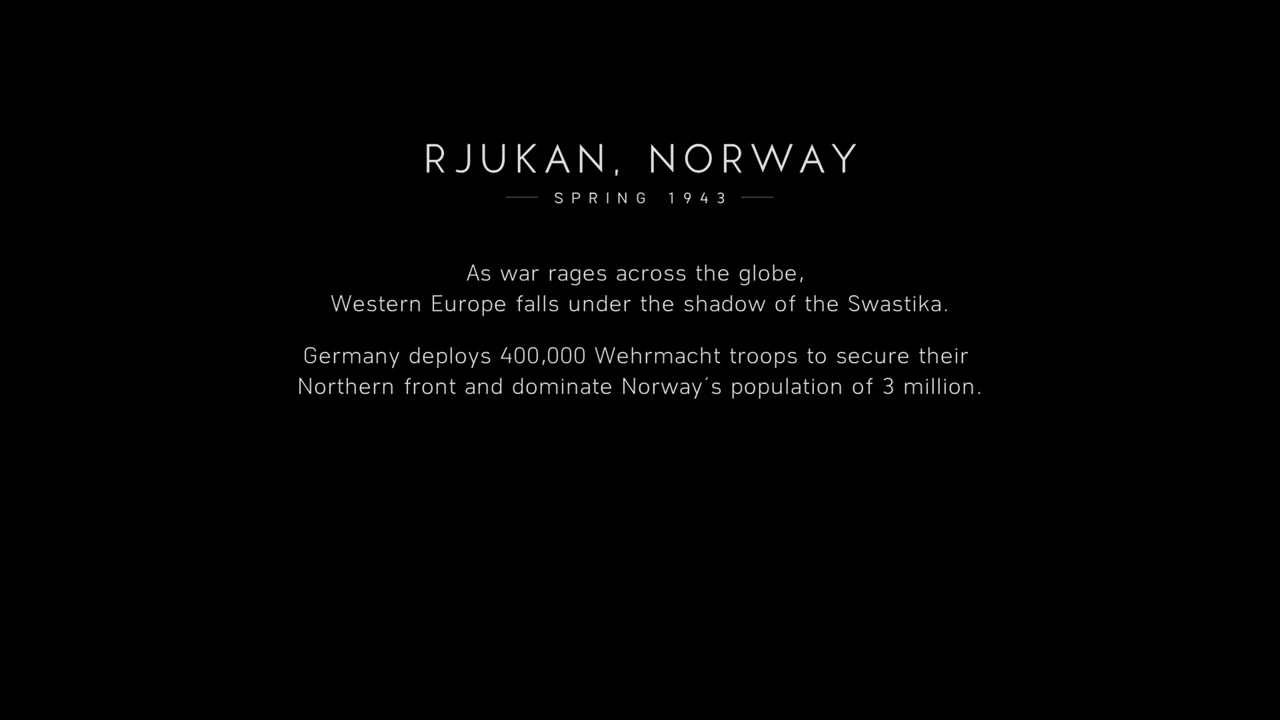 RJUKAN, NORWAY
SPRING 1943
As war rages across the globe,
Western Europe falls under the shadow of the Swastika.
Germany deploys 400,000 Wehrmacht troops to secure their
Northern front and dominate Norway´s population of 3 million.